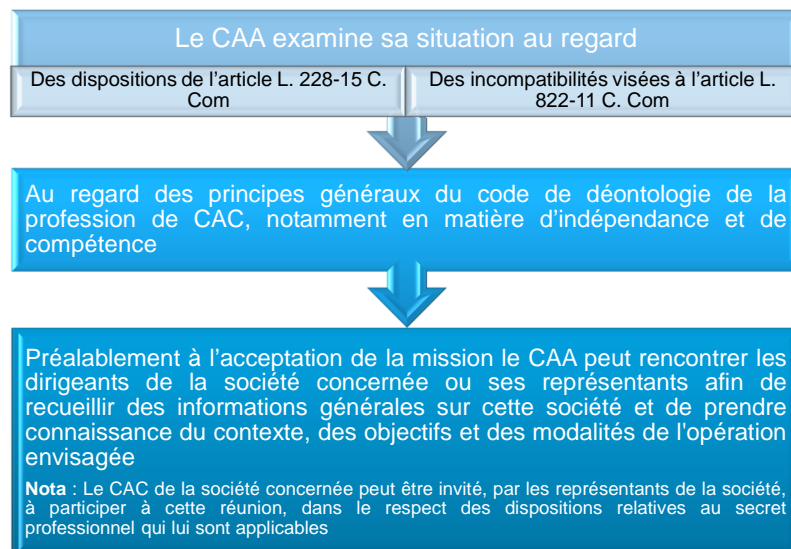 Le CAA examine sa situation au regard
Des dispositions de l'article L. 228-15 C.
Com
Des incompatibilités visées à l'article L.
822-11 C. Com
Au regard des principes généraux du code de déontologie de la
profession de CAC, notamment en matière d'indépendance et de
compétence
Préalablement à l'acceptation de la mission le CAA peut rencontrer les
dirigeants de la société concernée ou ses représentants afin de
recueillir des informations générales sur cette société et de prendre
connaissance du contexte, des objectifs et des modalités de l'opération
envisagée
Nota : Le CAC de la société concernée peut être invité, par les représentants de la société,
à participer à cette réunion, dans le respect des dispositions relatives au secret
professionnel qui lui sont applicables